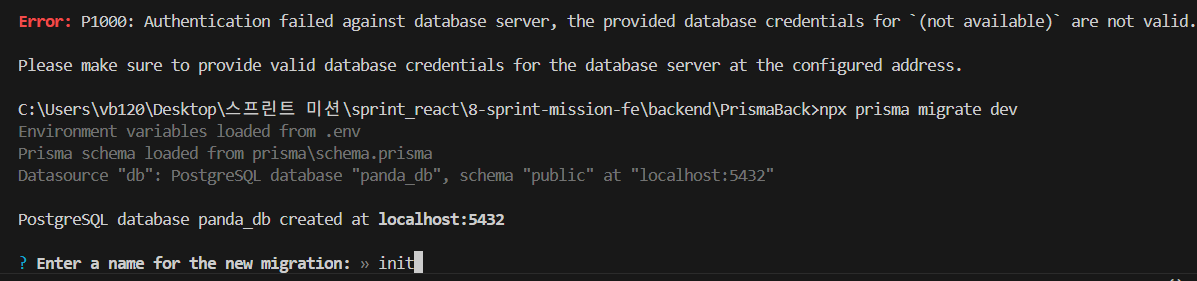 Error: P1000: Authentication failed against database server, the provided database credentials for `(not available)` are not valid.
Please make sure to provide valid database credentials for the database server at the configured address.
C:\Users\vb120\Desktop\스프린트 미션\sprint_react\8-sprint-mission-fe\backend\PrismaBack>npx prisma migrate dev
Environment variables loaded from .env
Prisma schema loaded from prisma\schema.prisma
Datasource "db": PostgreSQL database "panda_db", schema "public" at "localhost:5432"
PostgreSQL database panda_db created at localhost:5432
? Enter a name for the new migration: » init